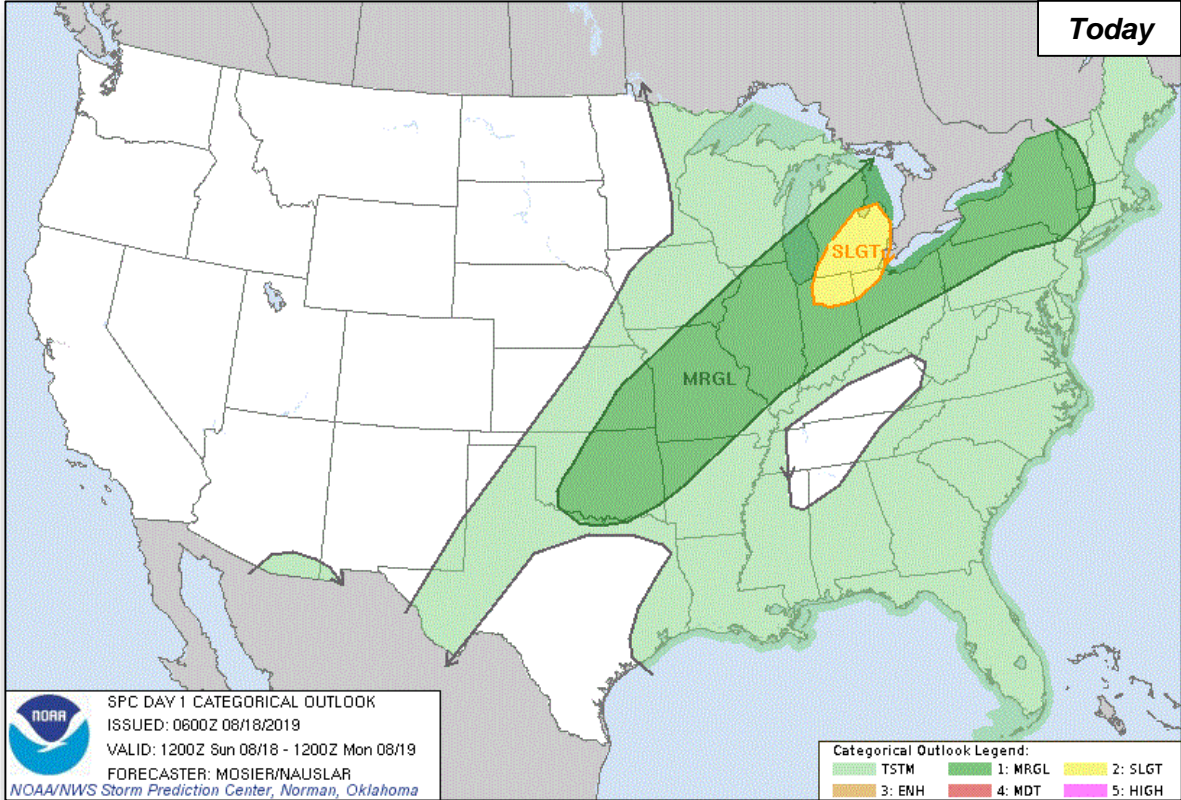 Today
SLGT
MRGL
NOAA
SPC DAY 1 CATEGORICAL OUTLOOK
ISSUED: 0600Z 08/18/2019
VALID: 1200Z Sun 08/18 - 1200Z Mon 08/19
FORECASTER: MOSIER/NAUSLAR
NOAA/NWS Storm Prediction Center, Norman, Oklahoma
Categorical Outlook Legend:
TSTM 1: MRGL 2: SLGT
3: ENH 4: MDT 5: HIGH